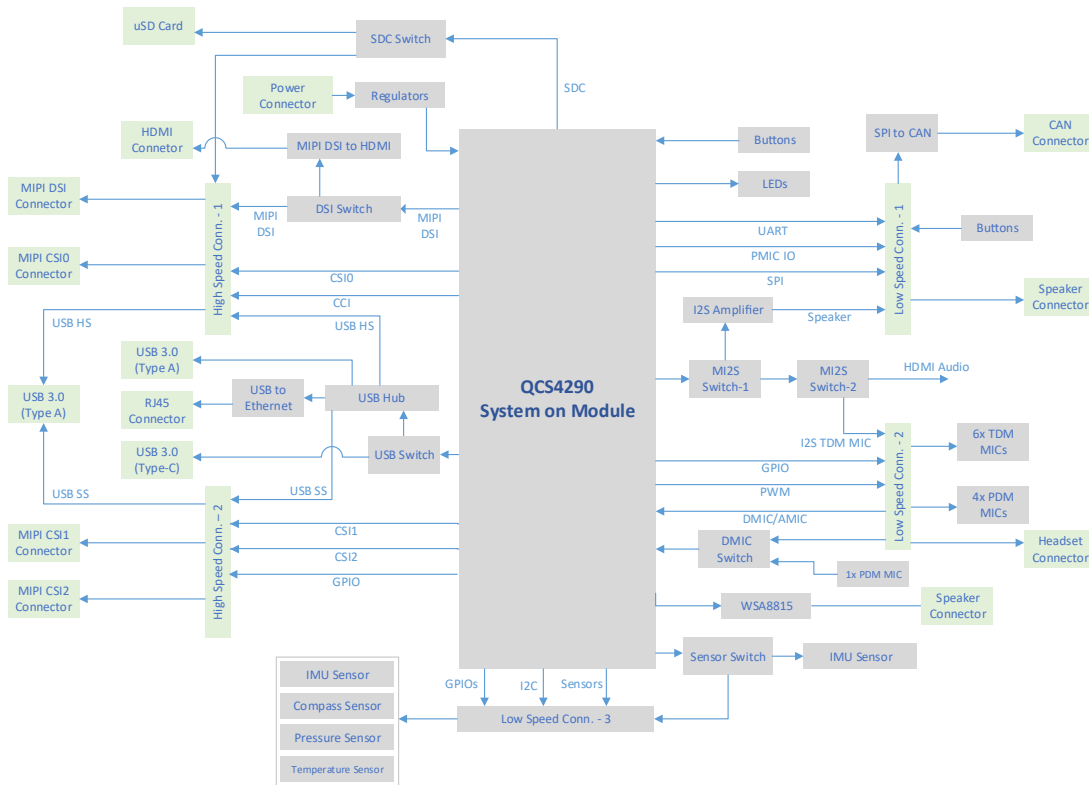 uSD Card
SDC Switch
SDC
Power
Connector
Regulators
HDMI
Connetor
MIPI DSI to HDMI
MIPI DSI
Connector
High Speed Conn. - 1
MIPI
DSI
DSI Switch
MIPI
DSI
MIPI CSI0
Connector
CSI0
CCI
USB HS
USB HS
USB 3.0
(Type A)
USB 3.0
(Type A)
USB to
Ethernet
USB Hub
RJ45
Connector
USB 3.0
(Type-C)
USB Switch
USB SS
USB SS
High Speed Conn. – 2
MIPI CSI1
Connector
CSI1
CSI2
GPIO
MIPI CSI2
Connector
QCS4290
System on Module
Buttons
LEDs
SPI to CAN
CAN
Connector
UART
PMIC IO
SPI
Low Speed Conn. - 1
Buttons
Speaker
Connector
I2S Amplifier
Speaker
MI2S
Switch-1
MI2S
Switch-2
HDMI Audio
I2S TDM MIC
GPIO
PWM
DMIC/AMIC
Low Speed Conn. - 2
6x TDM
MICs
4x PDM
MICs
DMIC
Switch
Headset
Connector
1x PDM MIC
WSA8815
Speaker
Connector
Sensor Switch
IMU Sensor
GPIOs
I2C
Sensors
Low Speed Conn. - 3
IMU Sensor
Compass Sensor
Pressure Sensor
Temperature Sensor